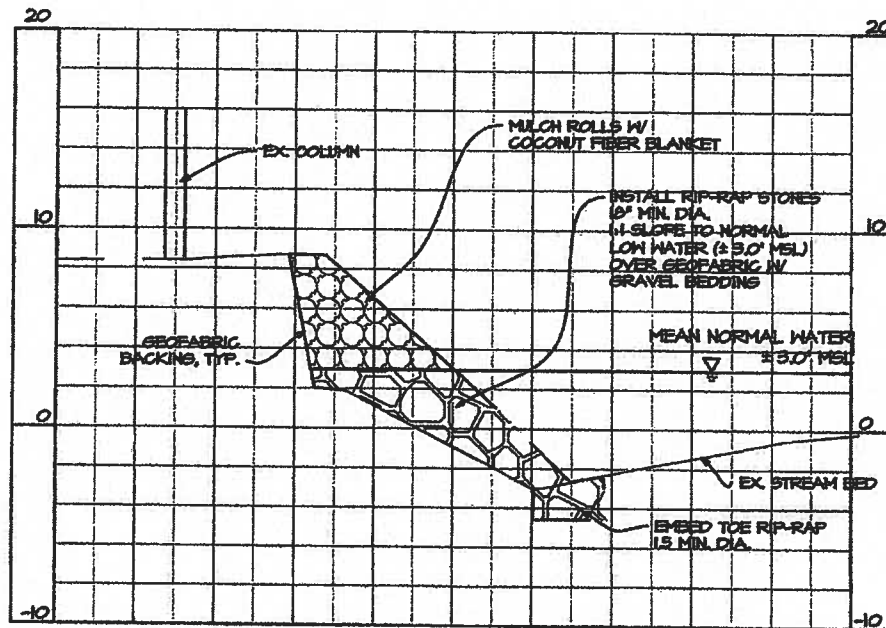 20
20
MULCH ROLLS W/
COCONUT FIBER BLANKET
EX. COLUMN
INSTALL RIP-RAP STONES
18" MIN. DIA.
1:1 SLOPE TO NORMAL
LOW WATER (± 3.0' MSL)
OVER GEOFABRIC W/
GRAVEL BEDDING
10
10
GEOFABRIC
BACKING, TYP.
MEAN NORMAL WATER
± 3.0' MSL
0
0
EX. STREAM BED
EMBED TOE RIP-RAP
1.5 MIN. DIA.
-10
-10